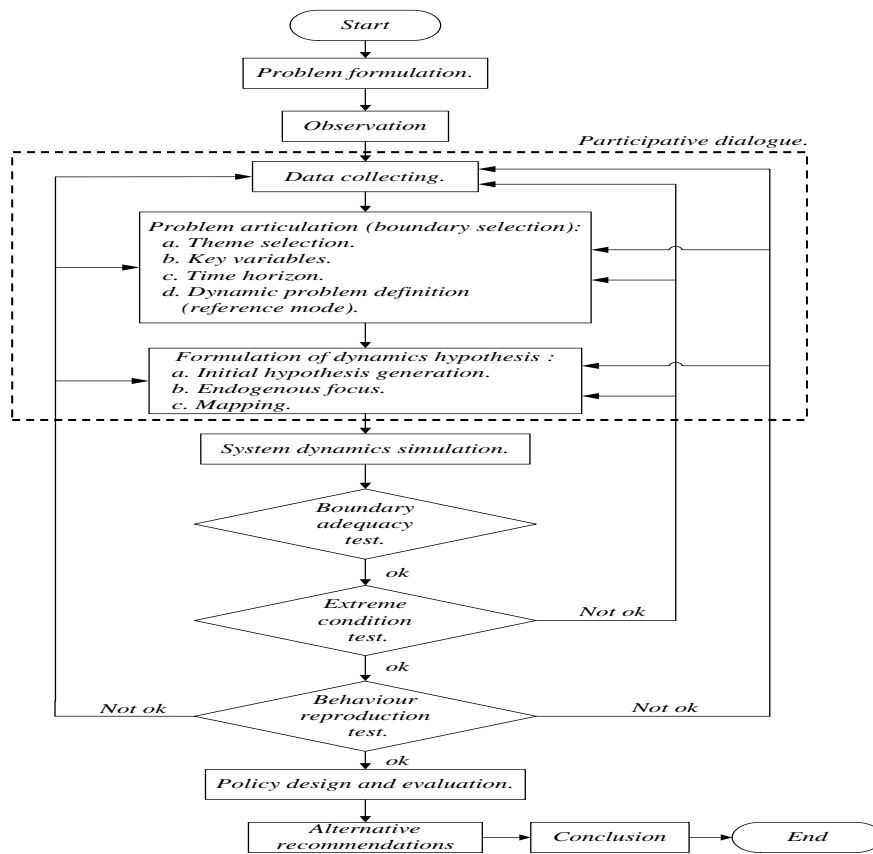 Start
Problem formulation.
Observation
Participative dialogue.
Data collecting.
Problem articulation (boundary selection):
a. Theme selection.
b. Key variables.
c. Time horizon.
d. Dynamic problem definition
(reference mode).
Formulation of dynamics hypothesis :
a. Initial hypothesis generation.
b. Endogenous focus.
c. Mapping.
System dynamics simulation.
Boundary
adequacy
test.
ok
Extreme
condition
test.
Not ok
ok
Behaviour
reproduction
test.
Not ok
Not ok
ok
Policy design and evaluation.
Alternative
recommendations
Conclusion
End